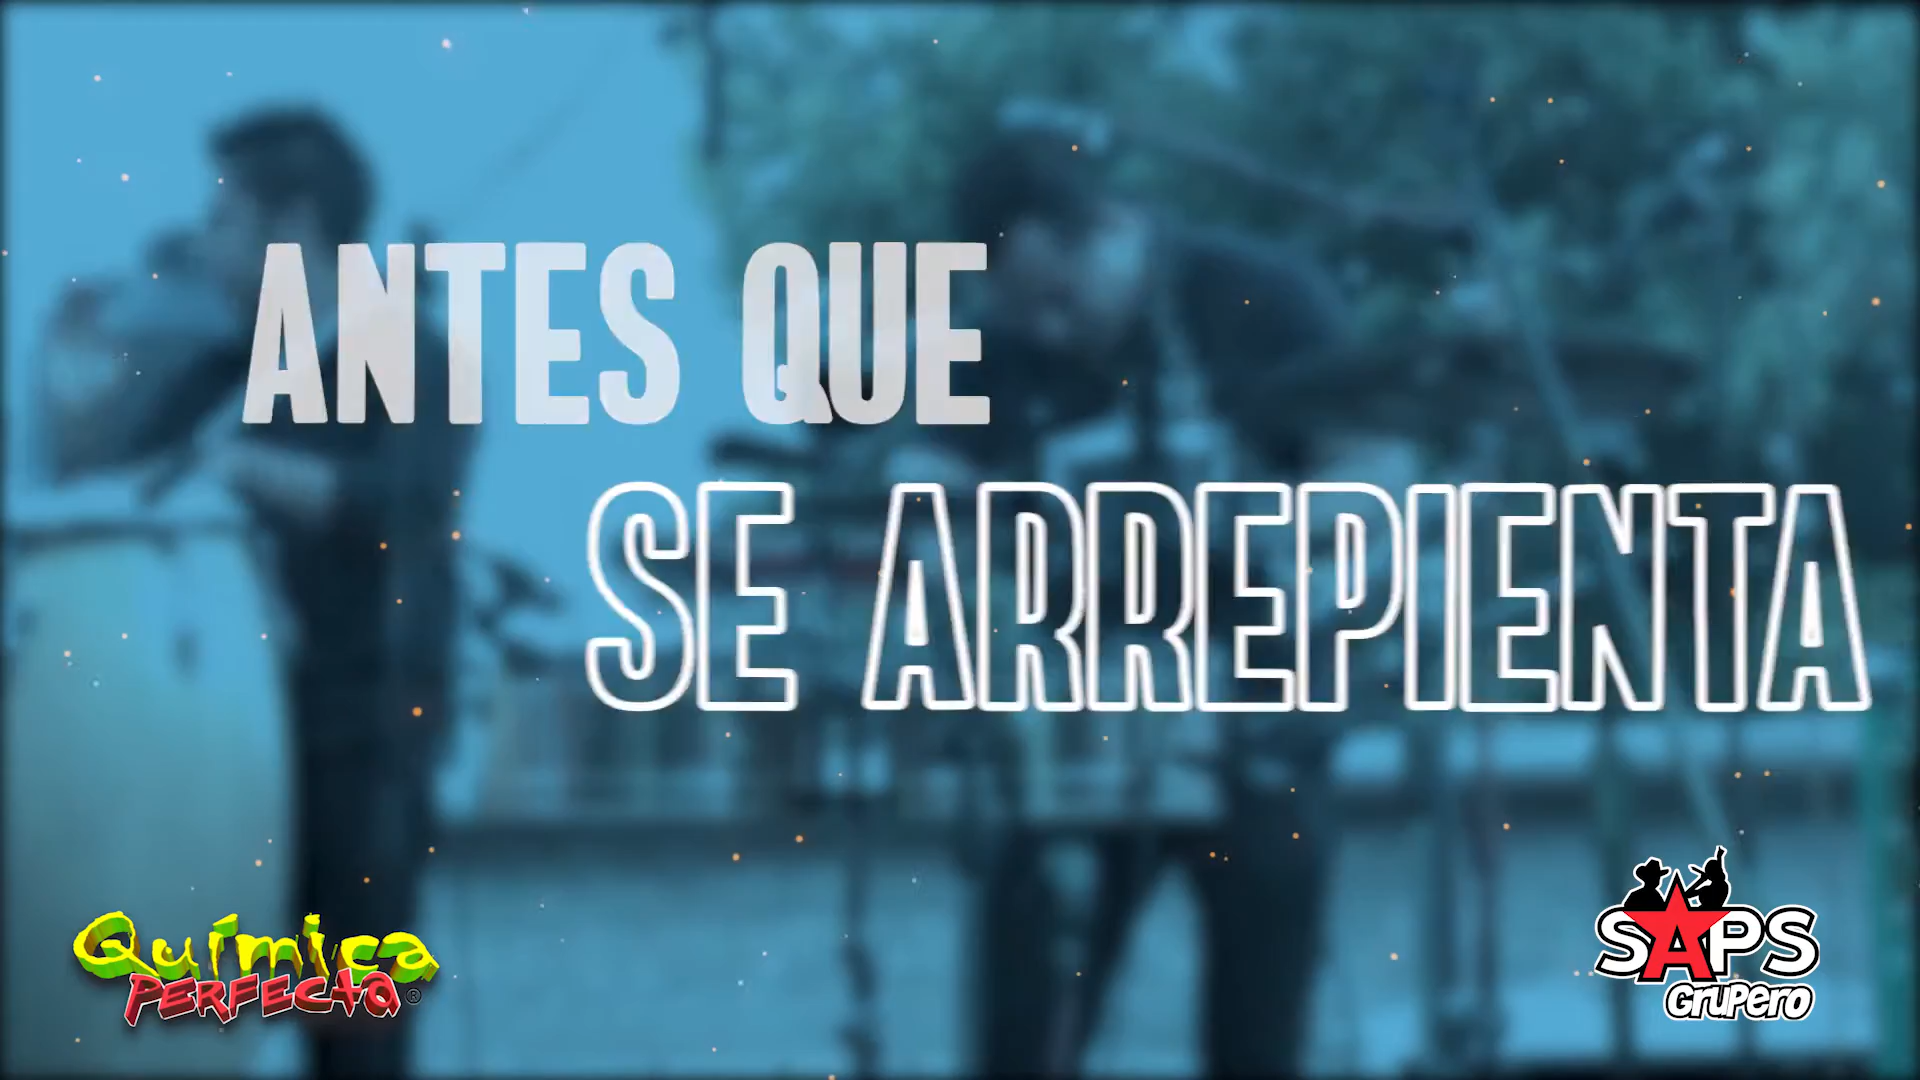 ANTES QUE
SE ARREPIENTA
Química
PERFECTA®
SAPS
GruPero